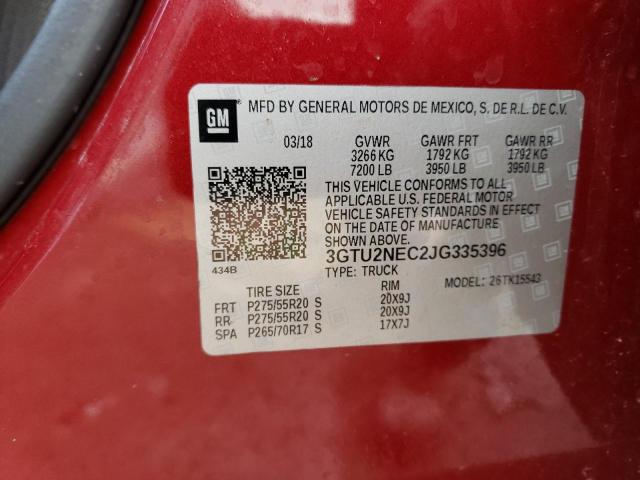 GM
MFD BY GENERAL MOTORS DE MEXICO, S. DE R.L. DE C.V.
03/18 GVWR GAWR FRT GAWR RR
3266 KG 1792 KG 1792 KG
7200 LB 3950 LB 3950 LB
THIS VEHICLE CONFORMS TO ALL
APPLICABLE U.S. FEDERAL MOTOR
VEHICLE SAFETY STANDARDS IN EFFECT
ON THE DATE OF MANUFACTURE
SHOWN ABOVE.
434B
3GTU2NEC2JG335396
TYPE: TRUCK MODEL: 26TK15543
TIRE SIZE RIM
FRT P275/55R20 S 20X9J
RR P275/55R20 S 20X9J
SPA P265/70R17 S 17X7J